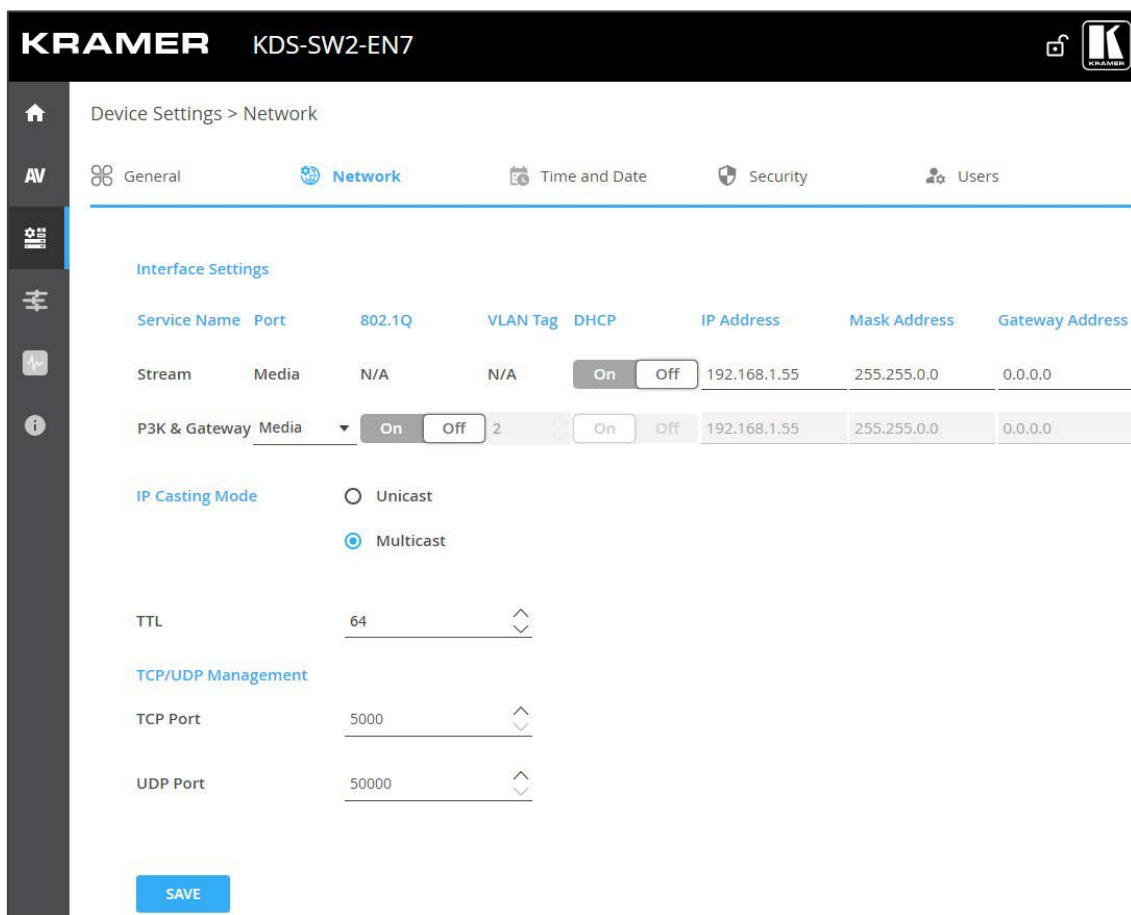 KRAMER KDS-SW2-EN7
KRAMER
Device Settings > Network
AV General Network Time and Date Security Users
Interface Settings
Service Name Port 802.1Q VLAN Tag DHCP IP Address Mask Address Gateway Address
Stream Media N/A N/A On Off 192.168.1.55 255.255.0.0 0.0.0.0
P3K & Gateway Media On Off 2 On Off 192.168.1.55 255.255.0.0 0.0.0.0
IP Casting Mode Unicast
Multicast
TTL 64
TCP/UDP Management
TCP Port 5000
UDP Port 50000
SAVE